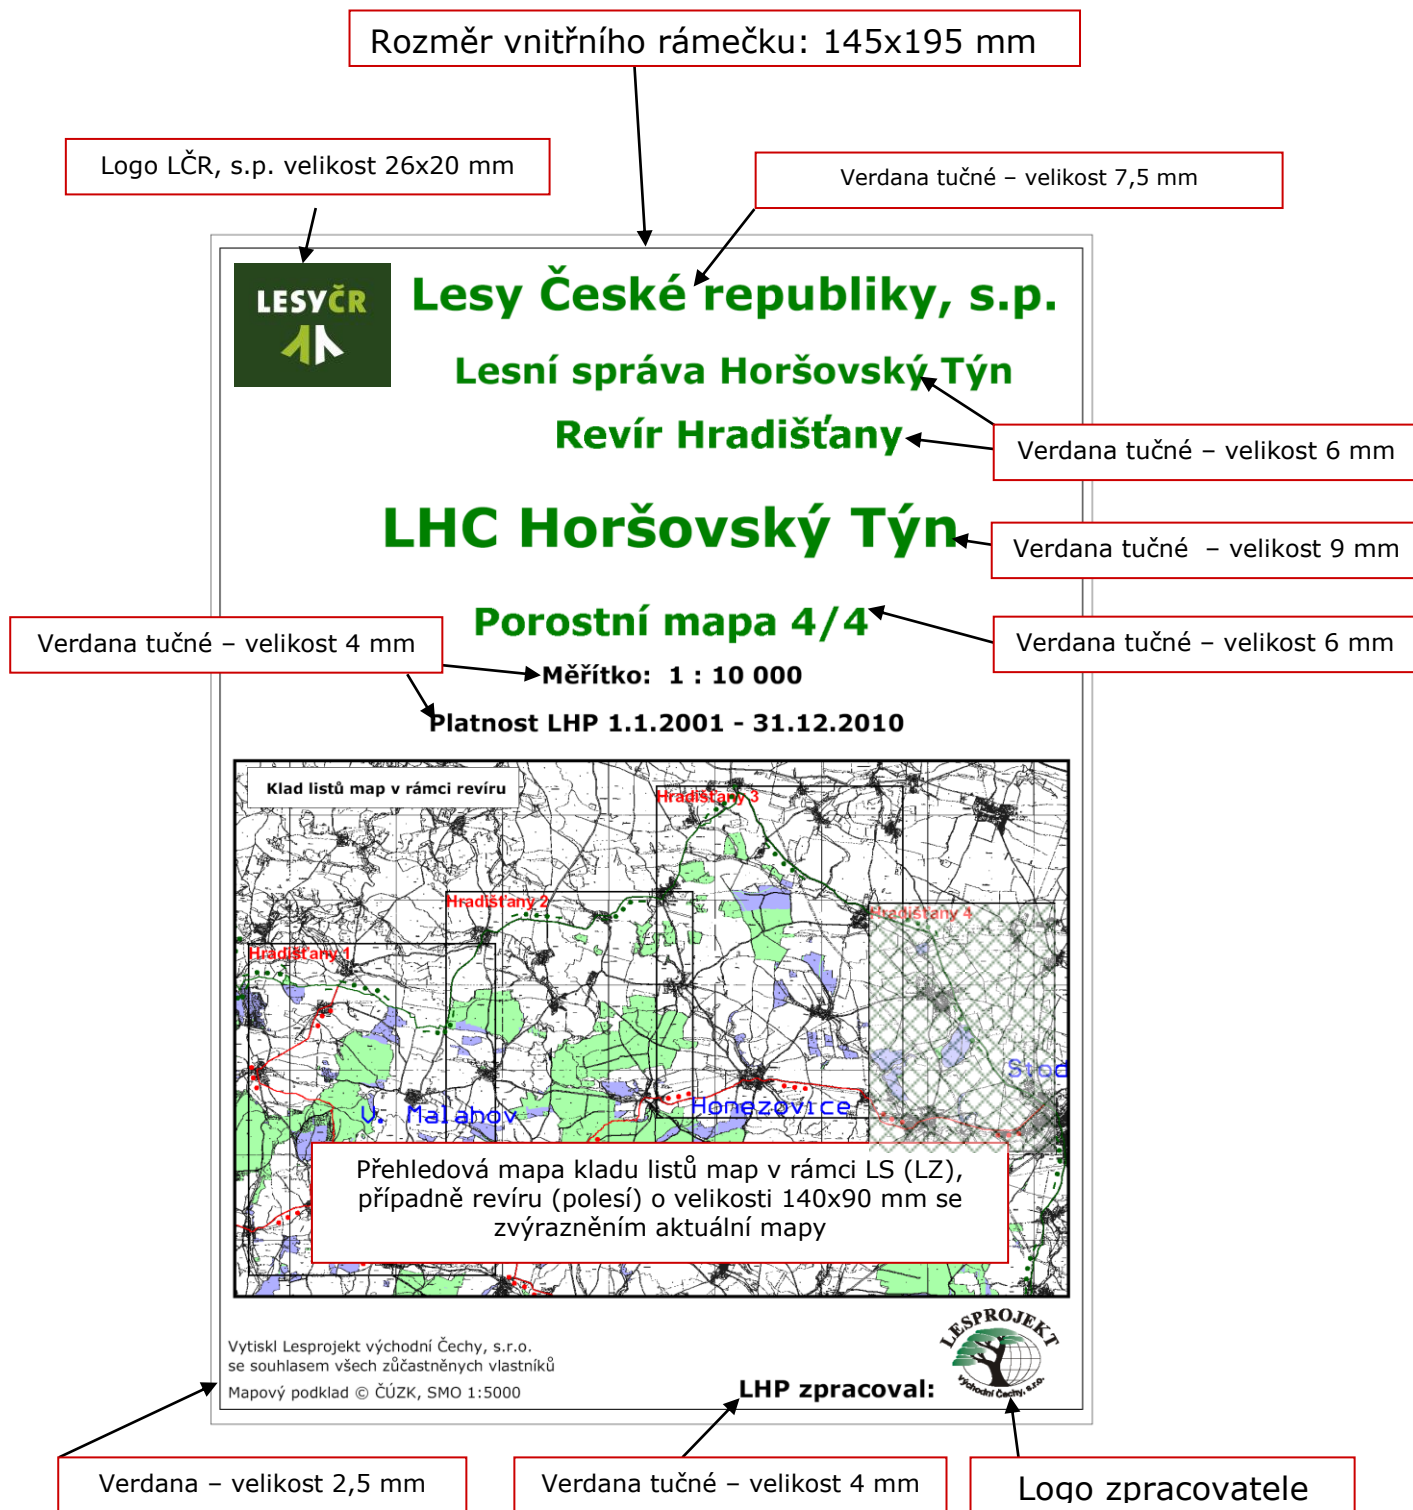 Rozměr vnitřního rámečku: 145x195 mm
Logo LČR, s.p. velikost 26x20 mm
Verdana tučné – velikost 7,5 mm
LESYČR
Lesy České republiky, s.p.
Lesní správa Horšovský Týn
Revír Hradišťany
Verdana tučné – velikost 6 mm
LHC Horšovský Týn
Verdana tučné – velikost 9 mm
Porostní mapa 4/4
Verdana tučné – velikost 4 mm
Verdana tučné – velikost 6 mm
Měřítko: 1 : 10 000
Platnost LHP 1.1.2001 - 31.12.2010
Klad listů map v rámci revíru
Hradišťany 3
Hradišťany 2
Hradišťany 4
Hradišťany 1
Stod
V. Malahov
Honezovice
Přehledová mapa kladu listů map v rámci LS (LZ),
případně revíru (polesí) o velikosti 140x90 mm se
zvýrazněním aktuální mapy
Vytiskl Lesprojekt východní Čechy, s.r.o.
se souhlasem všech zůčastněných vlastníků
Mapový podklad © ČÚZK, SMO 1:5000
LHP zpracoval:
LESPROJEKT
východní Čechy, s.r.o.
Verdana – velikost 2,5 mm
Verdana tučné – velikost 4 mm
Logo zpracovatele